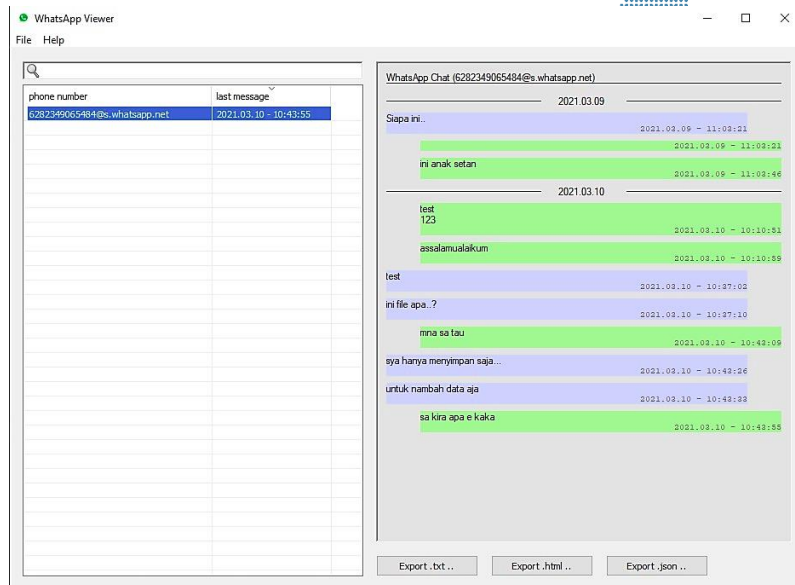 WhatsApp Viewer
File Help
phone number last message
6282349065484@s.whatsapp.net 2021.03.10 - 10:43:55
WhatsApp Chat (6282349065484@s.whatsapp.net)
2021.03.09
Siapa ini..
2021.03.09 - 11:03:21
2021.03.09 - 11:03:21
ini anak setan
2021.03.09 - 11:03:46
2021.03.10
test
123
2021.03.10 - 10:10:51
assalamualaikum
2021.03.10 - 10:10:59
test
2021.03.10 - 10:37:02
ini file apa..?
2021.03.10 - 10:37:10
mna sa tau
2021.03.10 - 10:43:09
sya hanya menyimpan saja...
2021.03.10 - 10:43:26
untuk nambah data aja
2021.03.10 - 10:43:33
sa kira apa e kaka
2021.03.10 - 10:43:55
Export .txt .. Export .html .. Export .json ..